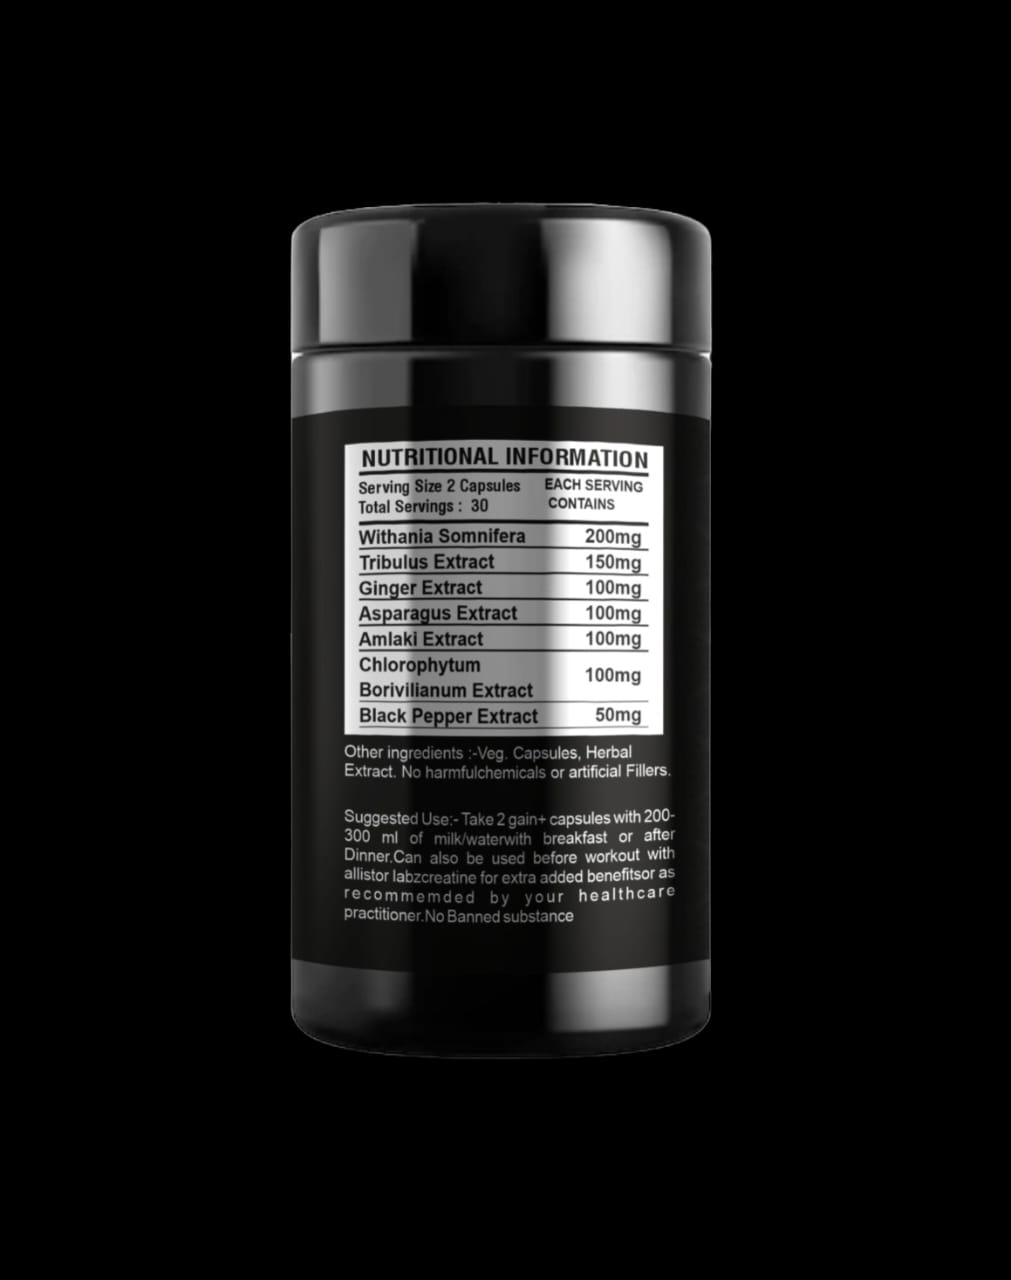 NUTRITIONAL INFORMATION
Serving Size 2 Capsules EACH SERVING
Total Servings : 30 CONTAINS
Withania Somnifera 200mg
Tribulus Extract 150mg
Ginger Extract 100mg
Asparagus Extract 100mg
Amlaki Extract 100mg
Chlorophytum
Borivilianum Extract 100mg
Black Pepper Extract 50mg
Other ingredients :-Veg. Capsules, Herbal
Extract. No harmfulchemicals or artificial Fillers.
Suggested Use:- Take 2 gain+ capsules with 200-
300 ml of milk/waterwith breakfast or after
Dinner.Can also be used before workout with
allistor labzcreatine for extra added benefitsor as
recommemded by your healthcare
practitioner.No Banned substance